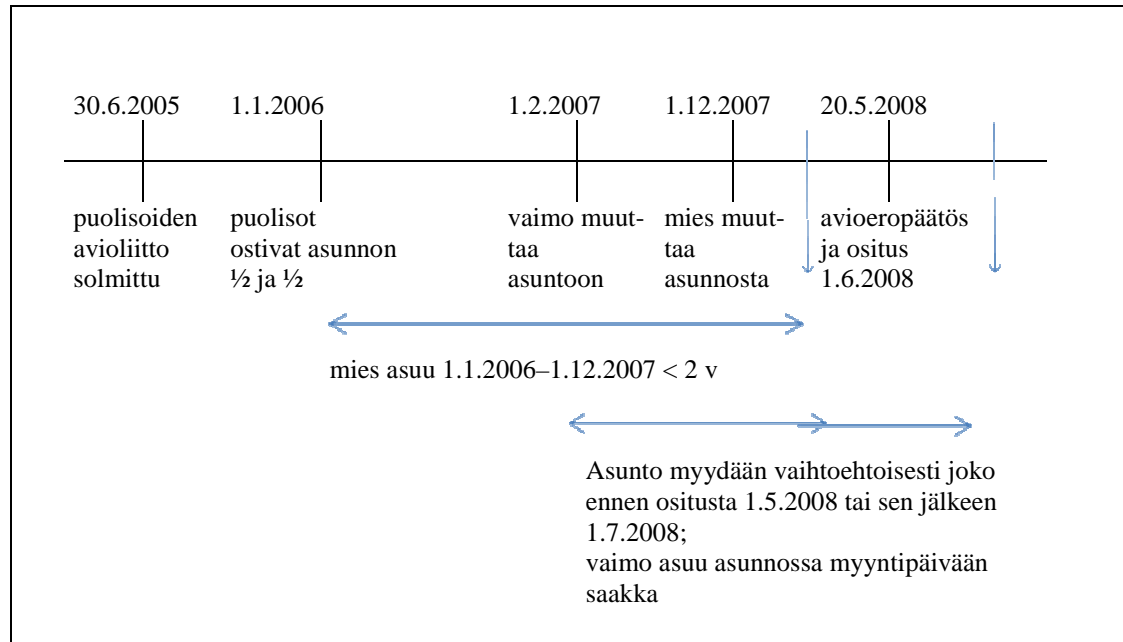 30.6.2005 1.1.2006 1.2.2007 1.12.2007 20.5.2008
puolisoiden puolisot vaimo muut- mies muut- avioeropäätös
avioliitto ostivat asunnon taa taa ja ositus
solmittu ½ ja ½ asuntoon asunnosta 1.6.2008
mies asuu 1.1.2006–1.12.2007 < 2 v
Asunto myydään vaihtoehtoisesti joko
ennen ositusta 1.5.2008 tai sen jälkeen
1.7.2008;
vaimo asuu asunnossa myyntipäivään
saakka